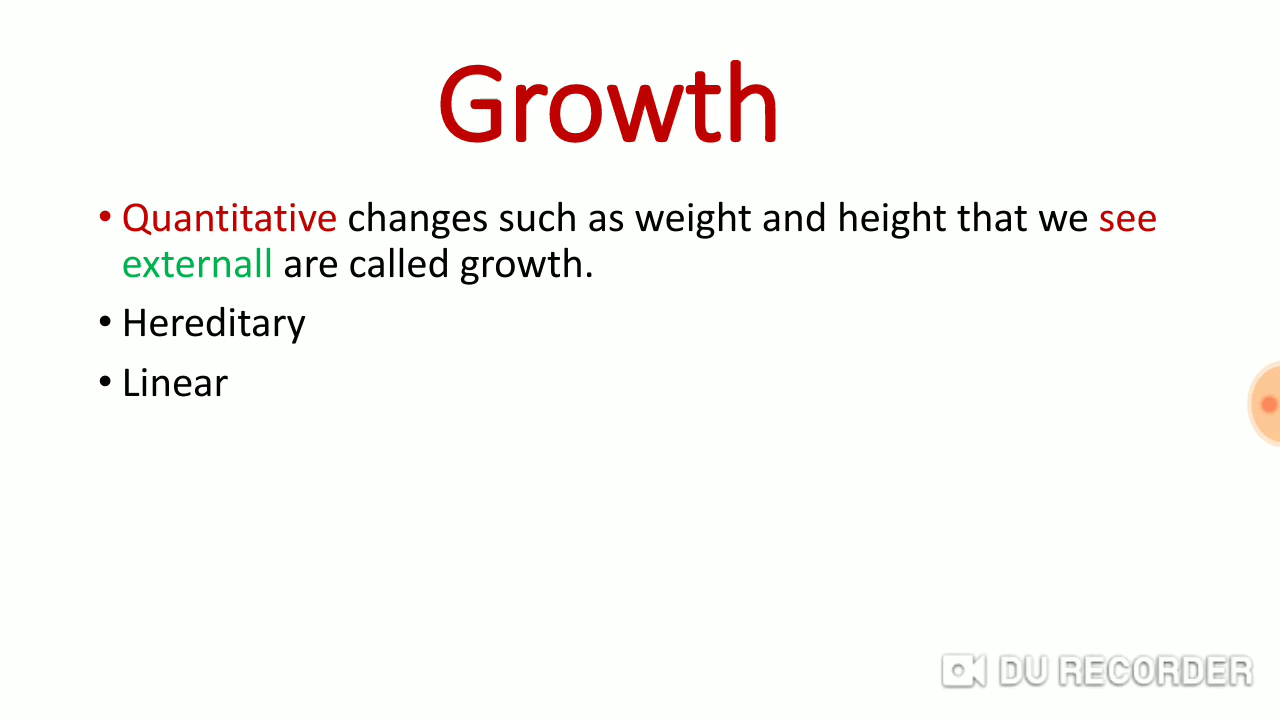 Growth
• Quantitative changes such as weight and height that we see
externall are called growth.
• Hereditary
• Linear
DU RECORDER